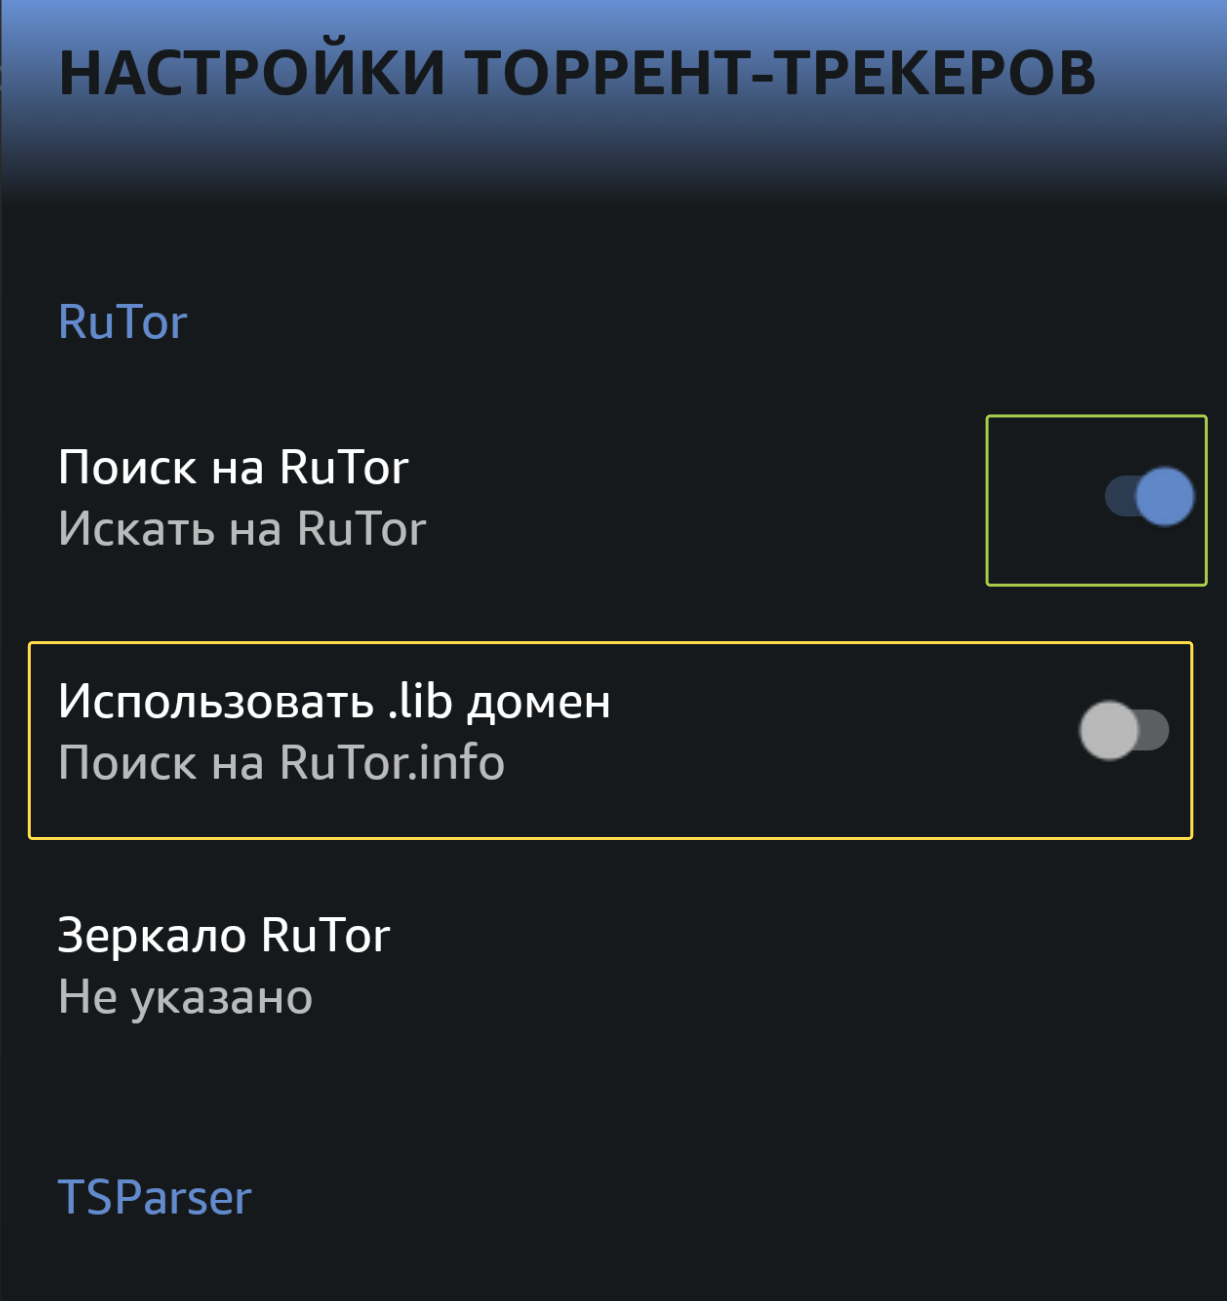 НАСТРОЙКИ ТОРРЕНТ-ТРЕКЕРОВ
RuTor
Поиск на RuTor
Искать на RuTor
Использовать .lib домен
Поиск на RuTor.info
Зеркало RuTor
Не указано
TSParser